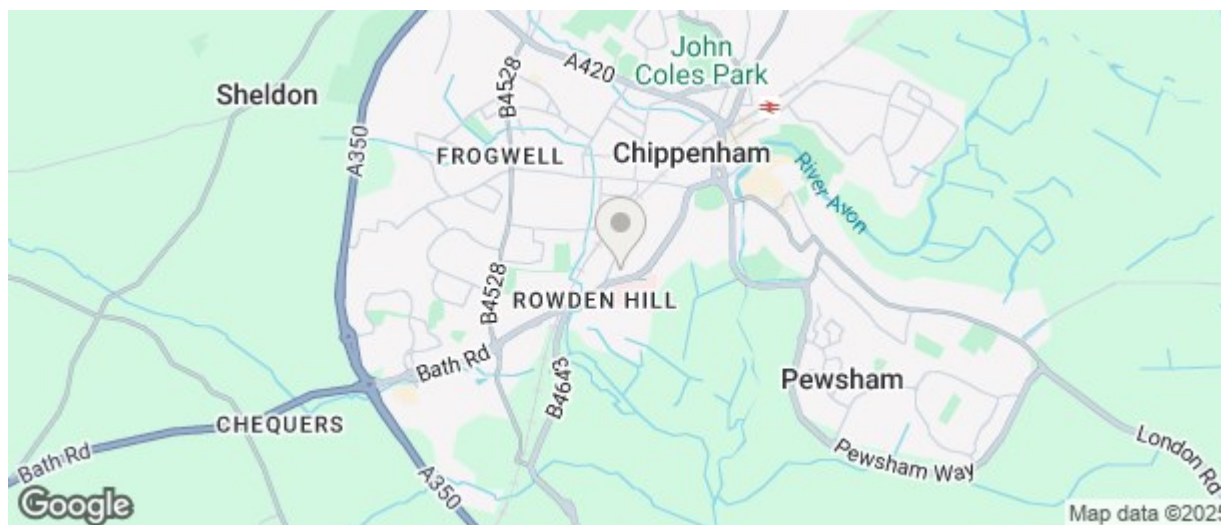 John
Coles Park
A420
B4528
Sheldon
A350
FROGWELL
Chippenham
River Avon
B4528
ROWDEN HILL
Bath Rd
B4643
Pewsham
CHEQUERS
Bath Rd
A350
Pewsham Way
London Rd
Google
Map data ©2025